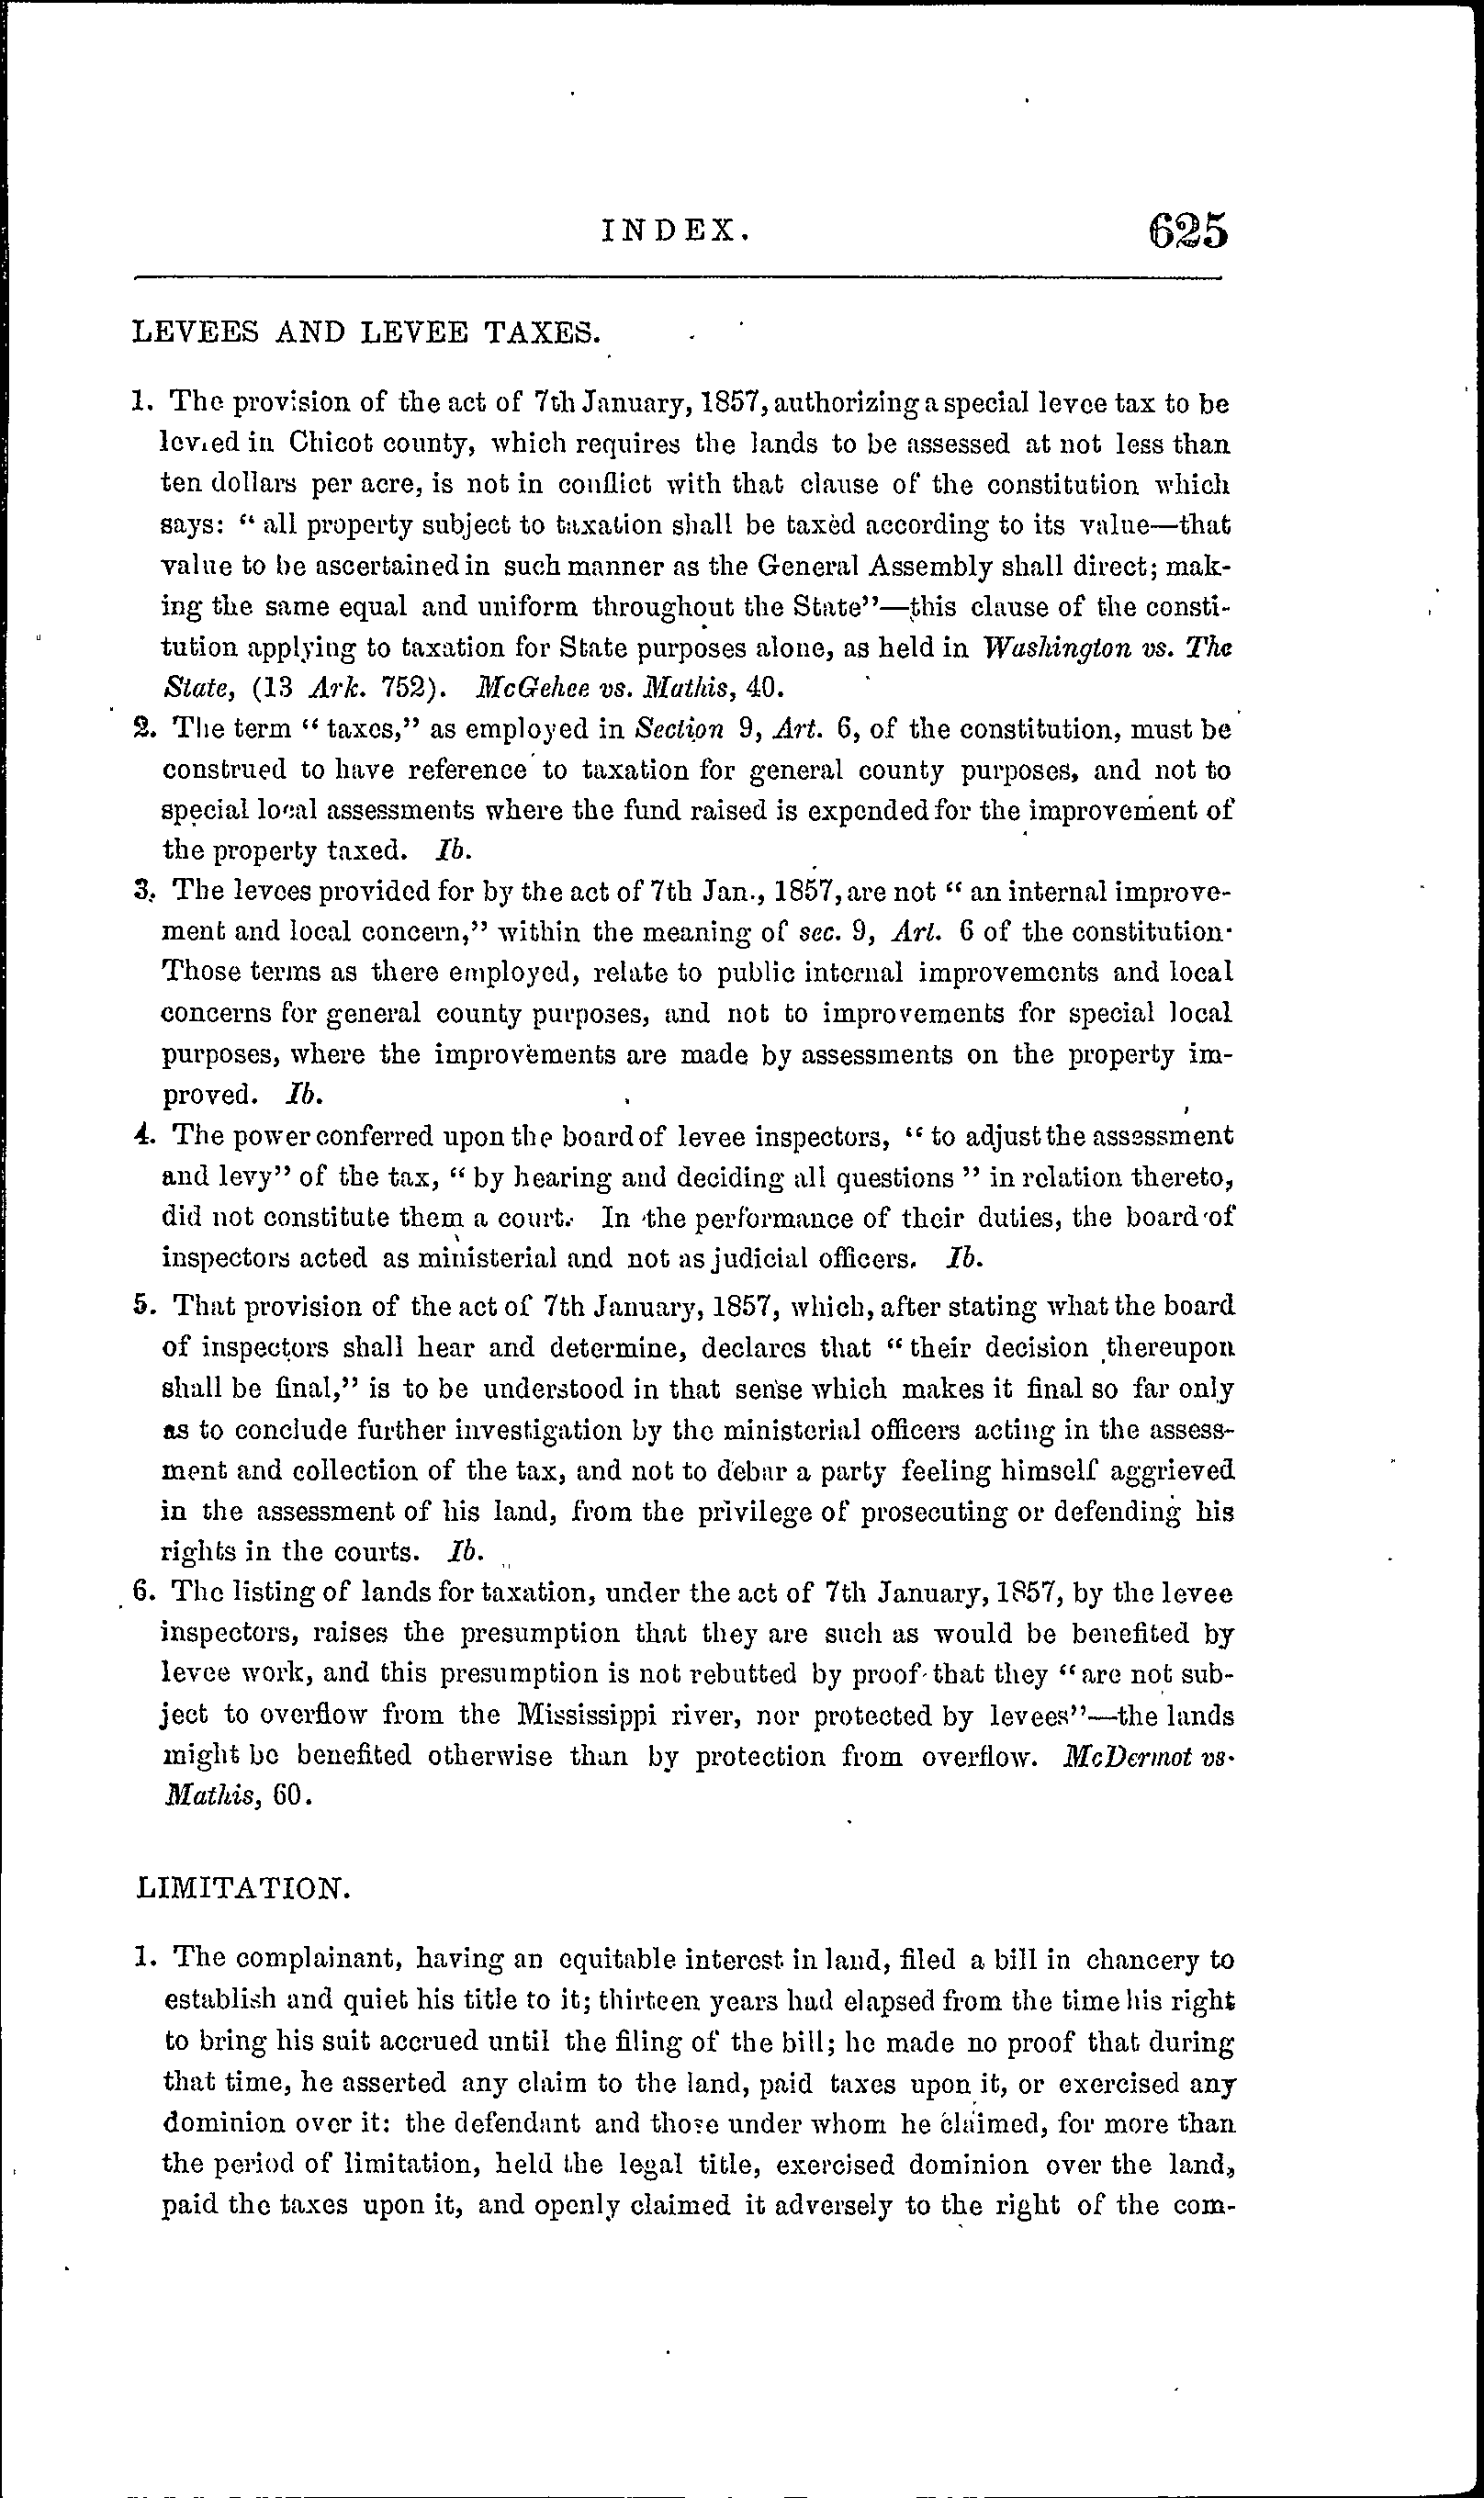 INDEX. 625
LEVEES AND LEVEE TAXES.
1. The provision of the act of 7th January, 1857, authorizing a special levee tax to be
levied in Chicot county, which requires the lands to be assessed at not less than
ten dollars per acre, is not in conflict with that clause of the constitution which
says: " all property subject to taxation shall be taxed according to its value—that
value to be ascertained in such manner as the General Assembly shall direct; mak-
ing the same equal and uniform throughout the State"—this clause of the consti-
tution applying to taxation for State purposes alone, as held in Washington vs. The
State, (13 Ark. 752). McGehee vs. Mathis, 40.
2. The term " taxes," as employed in Section 9, Art. 6, of the constitution, must be
construed to have reference to taxation for general county purposes, and not to
special local assessments where the fund raised is expended for the improvement of
the property taxed. Ib.
3. The levees provided for by the act of 7th Jan., 1857, are not " an internal improve-
ment and local concern," within the meaning of sec. 9, Art. 6 of the constitution.
Those terms as there employed, relate to public internal improvements and local
concerns for general county purposes, and not to improvements for special local
purposes, where the improvements are made by assessments on the property im-
proved. Ib.
4. The power conferred upon the board of levee inspectors, " to adjust the assessment
and levy" of the tax, " by hearing and deciding all questions " in relation thereto,
did not constitute them a court. In the performance of their duties, the board of
inspectors acted as ministerial and not as judicial officers. Ib.
5. That provision of the act of 7th January, 1857, which, after stating what the board
of inspectors shall hear and determine, declares that " their decision thereupon
shall be final," is to be understood in that sense which makes it final so far only
as to conclude further investigation by the ministerial officers acting in the assess-
ment and collection of the tax, and not to debar a party feeling himself aggrieved
in the assessment of his land, from the privilege of prosecuting or defending his
rights in the courts. Ib.
6. The listing of lands for taxation, under the act of 7th January, 1857, by the levee
inspectors, raises the presumption that they are such as would be benefited by
levee work, and this presumption is not rebutted by proof that they " are not sub-
ject to overflow from the Mississippi river, nor protected by levees"—the lands
might be benefited otherwise than by protection from overflow. McDermot vs.
Mathis, 60.
LIMITATION.
1. The complainant, having an equitable interest in land, filed a bill in chancery to
establish and quiet his title to it; thirteen years had elapsed from the time his right
to bring his suit accrued until the filing of the bill; he made no proof that during
that time, he asserted any claim to the land, paid taxes upon it, or exercised any
dominion over it: the defendant and those under whom he claimed, for more than
the period of limitation, held the legal title, exercised dominion over the land,
paid the taxes upon it, and openly claimed it adversely to the right of the com-